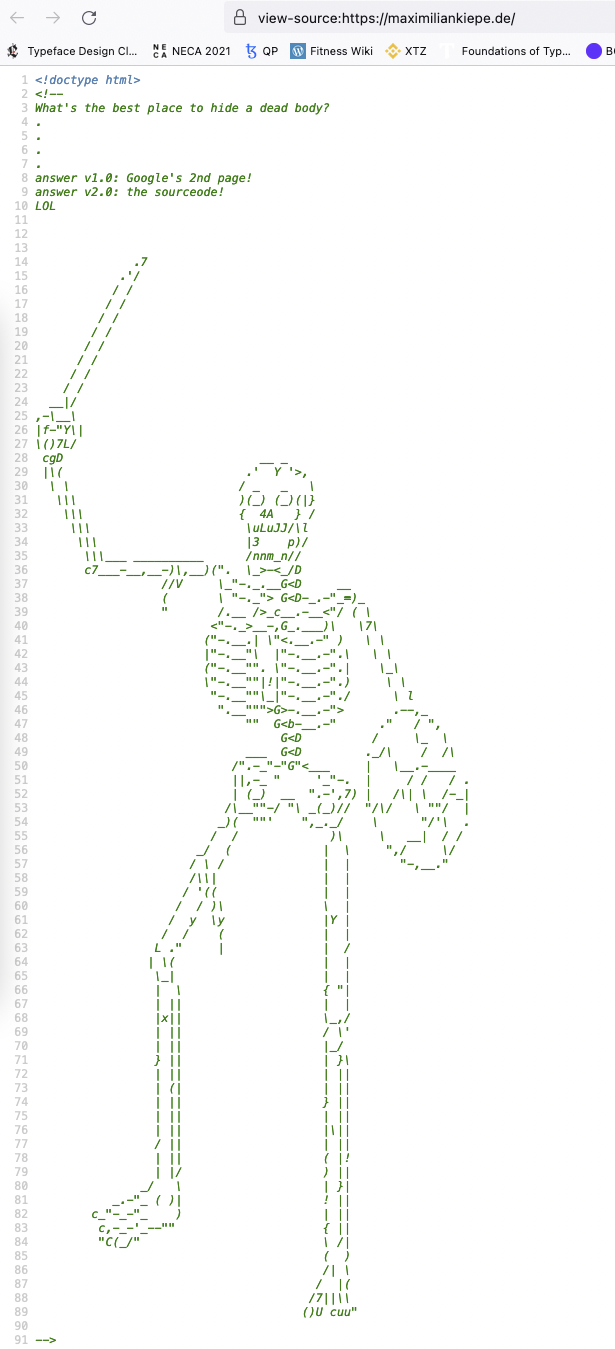 view-source:https://maximiliankiepe.de/
Typeface Design Cl... NECA NECA 2021 QP Fitness Wiki XTZ Foundations of Typ... B
1 <!doctype html>
2 <!--
3 What's the best place to hide a dead body?
4 .
5 .
6 .
7 .
8 answer v1.0: Google's 2nd page!
9 answer v2.0: the sourceode!
10 LOL
11
12
13
14               .7
15             .'/
16            / /
17           / /
18          / /
19         / /
20        / /
21       / /
22      / /
23     / /
24   __|/
25 ,-\__\
26 |f-"Y\|
27 \()7L/
28  cgD                            __ _
29  |\(                          .'  Y '>,
30   \ \                        / _   _   \
31    \\\                       )(_) (_)(|}
32     \\\                      {  4A   } /
33      \\\                      \uLuJJ/\l
34       \\\                     |3    p)/
35        \\\___ __________      /nnm_n//
36        c7___-__,__-)\,__)(".  \_>-<_/D
37                   //V     \_"-._.__G<D     __
38                   (       \ "-._"> G<D-_.-"_=)_
39                   "       /.__ />_c__.-__<"/ ( \
40                          <"-._>__-,G_.___)\   \7\
41                         ("-.__.| \"<.__.-" )   \ \
42                         |"-.__"\  |"-.__.-".\   \ \
43                         ("-.__"". \"-.__.-".|    \_\
44                         \"-.__""|!|"-.__.-".)     \ \
45                          "-.__""\_|"-.__.-"./      \ l
46                           ".__""">G>-.__.-">       .--,_
47                               ""  G<b-__.-"      ."   / ",
48                                    G<D          /     \_  \
49                               ___  G<D         ._/\    /  /\
50                             /".-_"-"G"<___     |   \__.-____
51                             ||,-_ "     '_"-.  |     / /   / .
52                             | (_)  __  ".-',7) |   /\| \  /-_|
53                            /\__""-/ "\ _(_)//  "/\/   \ ""/  |
54                           _)(  ""'    ",_._/    \      "/'\  .
55                          /  /             )\     \   __|  / /
56                        _/  (             |  \     ",/     \/
57                       / \ /              |  |       "-,__."
58                       /\\|               |  |
59                      / '((               |  |
60                     /  / )\              \  |
61                    /  y  \y              |Y |
62                   /  /   (               |  |
63                  L ."     |              |  /
64                 | \(                     |  |
65                  \_|                     |  |
66                  |  \                    { "|
67                  | ||                    |  |
68                  |x||                    \_,/
69                  | ||                    / \'
70                  | ||                    |_/
71                  } ||                    | }\
72                  | ||                    | ||
73                  | (|                    | ||
74                  | ||                    } ||
75                  | ||                    | ||
76                  | ||                    |\||
77                  / ||                    | ||
78                  | ||                    ( |!
79                  | |/                    ) ||
80                _/   \                    | }|
81            _.-"_ ( )|                    ! ||
82         c_"-_-"_    )                    | ||
83          c,-_-'_--""                     { ||
84          "C(_/"                          \ /|
85                                          (  )
86                                          /| \
87                                         /  |(
88                                        /7||\\
89                                       ()U cuu"
90
91 -->